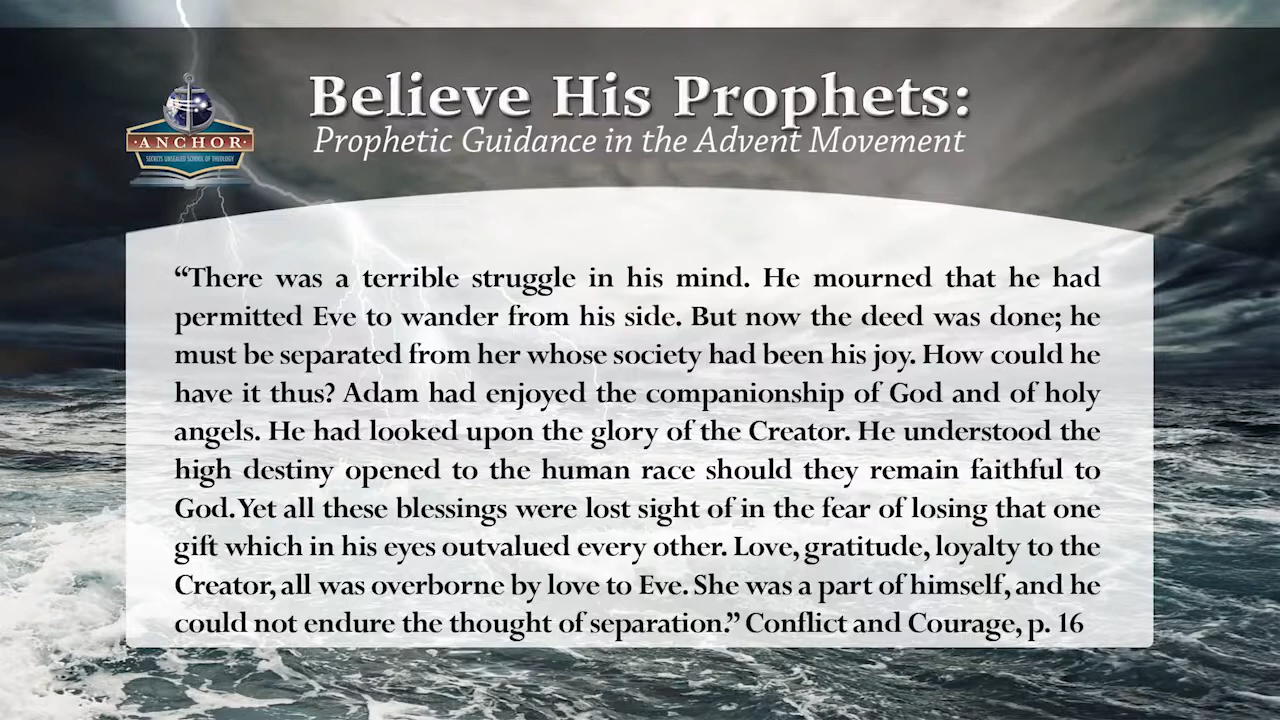 Believe His Prophets:
Prophetic Guidance in the Advent Movement
·ANCHOR·
SECRETS UNSEALED SCHOOL OF THEOLOGY
“There was a terrible struggle in his mind. He mourned that he had
permitted Eve to wander from his side. But now the deed was done; he
must be separated from her whose society had been his joy. How could he
have it thus? Adam had enjoyed the companionship of God and of holy
angels. He had looked upon the glory of the Creator. He understood the
high destiny opened to the human race should they remain faithful to
God. Yet all these blessings were lost sight of in the fear of losing that one
gift which in his eyes outvalued every other. Love, gratitude, loyalty to the
Creator, all was overborne by love to Eve. She was a part of himself, and he
could not endure the thought of separation.” Conflict and Courage, p. 16